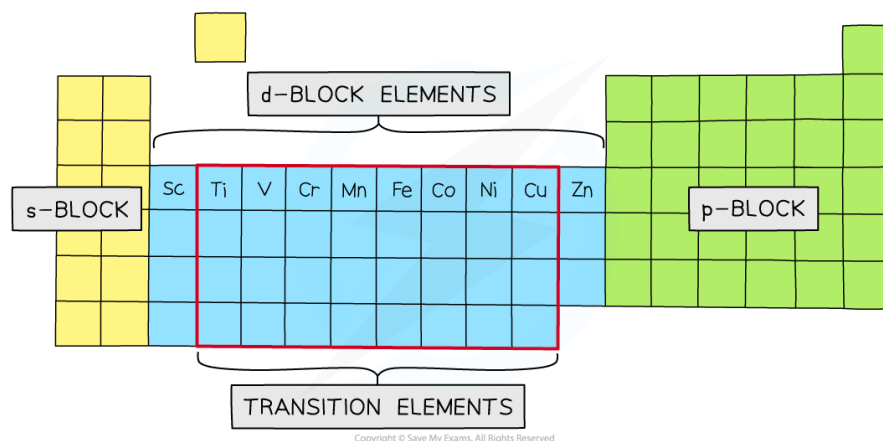 d-BLOCK ELEMENTS
Sc Ti V Cr Mn Fe Co Ni Cu Zn
s-BLOCK
p-BLOCK
TRANSITION ELEMENTS
Copyright © Save My Exams. All Rights Reserved